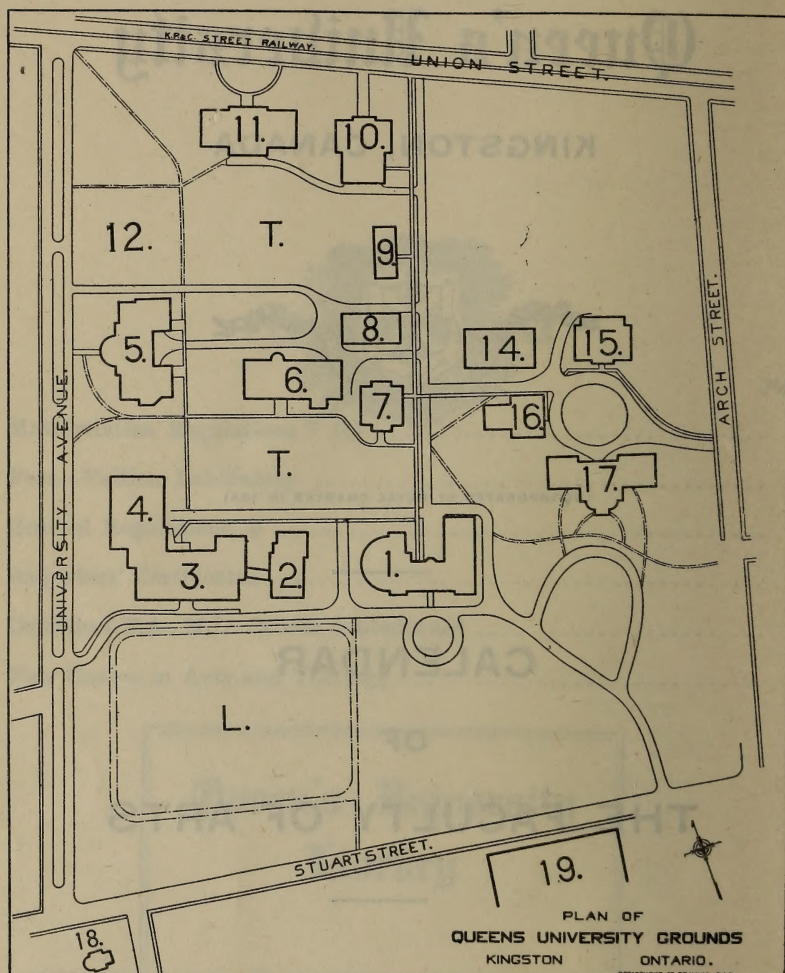 K.P.&C. STREET RAILWAY.
UNION STREET.
11.
10.
12.
T.
9.
8.
5.
6.
7.
14.
15.
16.
17.
ARCH STREET.
UNIVERSITY AVENUE.
T.
4.
3.
2.
1.
L.
STUART STREET.
18.
19.
PLAN OF
QUEENS UNIVERSITY GROUNDS
KINGSTON ONTARIO.
Queen's University
KINGSTON, CANADA
CALENDAR
OF
THE FACULTY OF ARTS